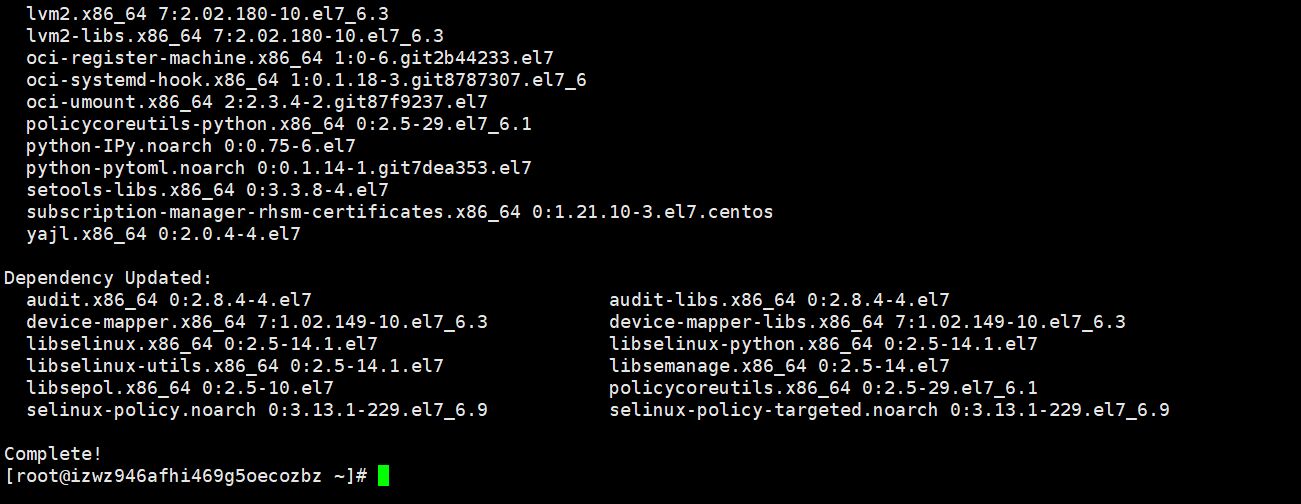 lvm2.x86_64 7:2.02.180-10.el7_6.3
lvm2-libs.x86_64 7:2.02.180-10.el7_6.3
oci-register-machine.x86_64 1:0-6.git2b44233.el7
oci-systemd-hook.x86_64 1:0.1.18-3.git8787307.el7_6
oci-umount.x86_64 2:2.3.4-2.git87f9237.el7
policycoreutils-python.x86_64 0:2.5-29.el7_6.1
python-IPy.noarch 0:0.75-6.el7
python-pytoml.noarch 0:0.1.14-1.git7dea353.el7
setools-libs.x86_64 0:3.3.8-4.el7
subscription-manager-rhsm-certificates.x86_64 0:1.21.10-3.el7.centos
yajl.x86_64 0:2.0.4-4.el7
Dependency Updated:
audit.x86_64 0:2.8.4-4.el7 audit-libs.x86_64 0:2.8.4-4.el7
device-mapper.x86_64 7:1.02.149-10.el7_6.3 device-mapper-libs.x86_64 7:1.02.149-10.el7_6.3
libselinux.x86_64 0:2.5-14.1.el7 libselinux-python.x86_64 0:2.5-14.1.el7
libselinux-utils.x86_64 0:2.5-14.1.el7 libsemanage.x86_64 0:2.5-14.el7
libsepol.x86_64 0:2.5-10.el7 policycoreutils.x86_64 0:2.5-29.el7_6.1
selinux-policy.noarch 0:3.13.1-229.el7_6.9 selinux-policy-targeted.noarch 0:3.13.1-229.el7_6.9
Complete!
[root@izwz946afhi469g5oecozbz ~]#